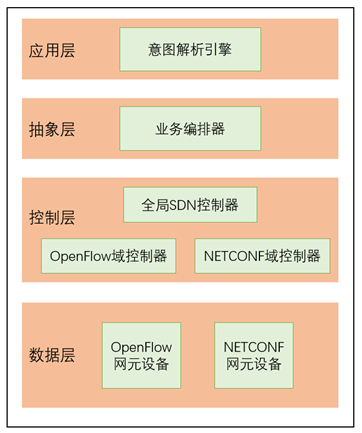 应用层
意图解析引擎
抽象层
业务编排器
控制层
全局SDN控制器
OpenFlow域控制器
NETCONF域控制器
数据层
OpenFlow
网元设备
NETCONF
网元设备